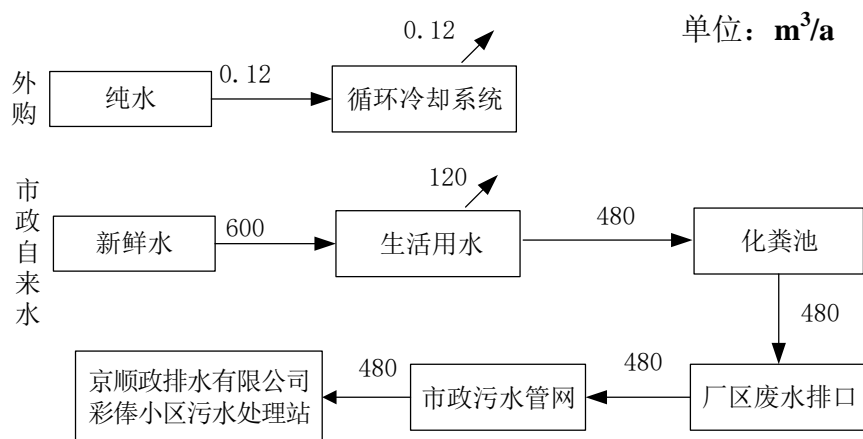 单位：m³/a
外购
纯水
0.12
循环冷却系统
0.12
市政自来水
新鲜水
600
生活用水
120
480
化粪池
480
厂区废水排口
480
市政污水管网
480
京顺政排水有限公司
彩俸小区污水处理站